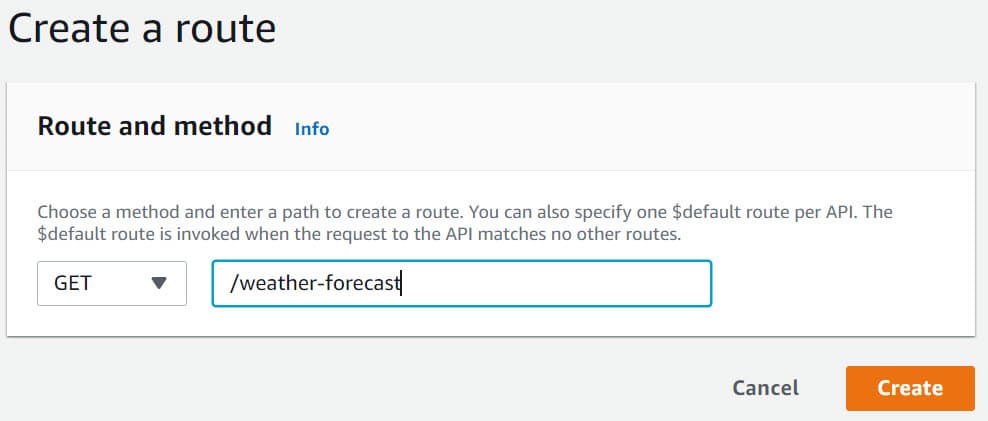 Create a route
Route and method Info
Choose a method and enter a path to create a route. You can also specify one $default route per API. The
$default route is invoked when the request to the API matches no other routes.
GET /weather-forecast
Cancel Create